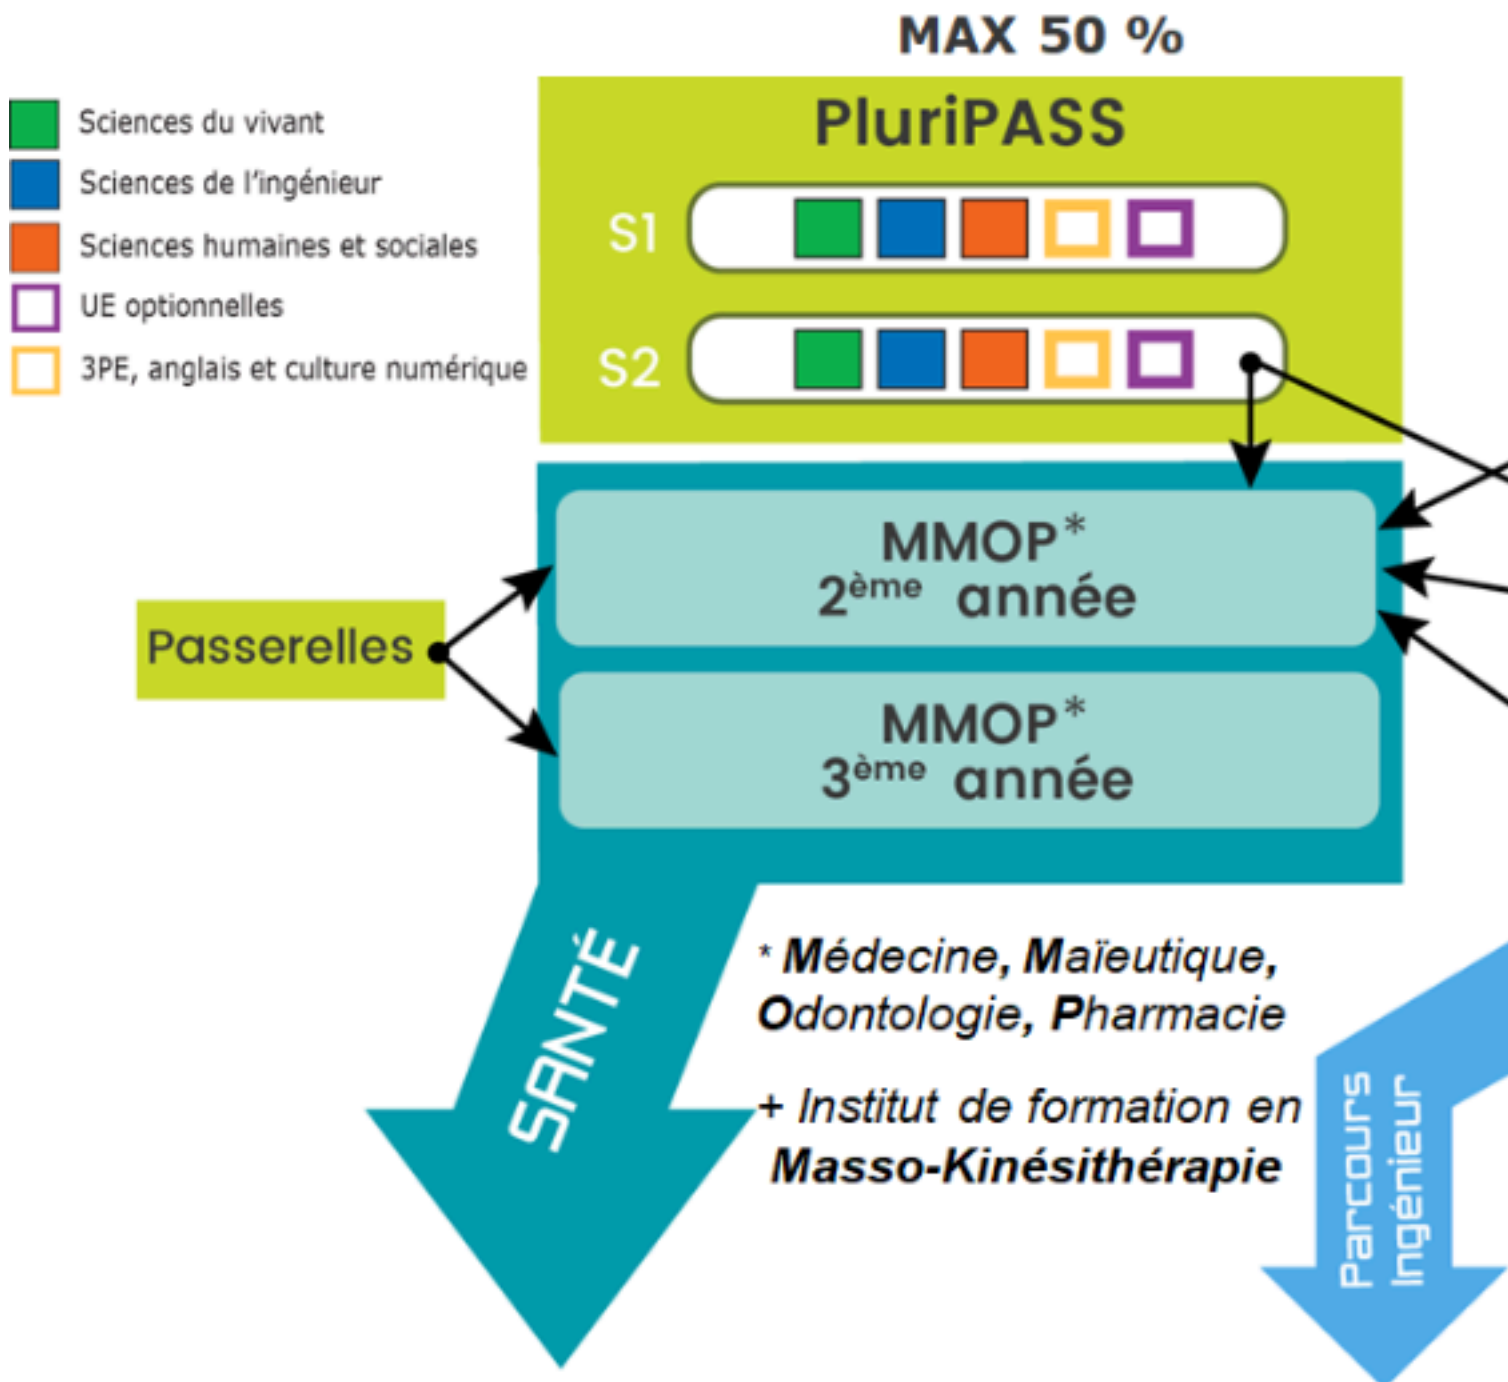 MAX 50 %
PluriPASS
Sciences du vivant
Sciences de l'ingénieur
Sciences humaines et sociales
UE optionnelles
3PE, anglais et culture numérique
S1
S2
MMOP*
2ème année
Passerelles
MMOP*
3ème année
SANTÉ
* Médecine, Maïeutique,
Odontologie, Pharmacie
+ Institut de formation en
Masso-Kinésithérapie
Parcours
Ingénieur